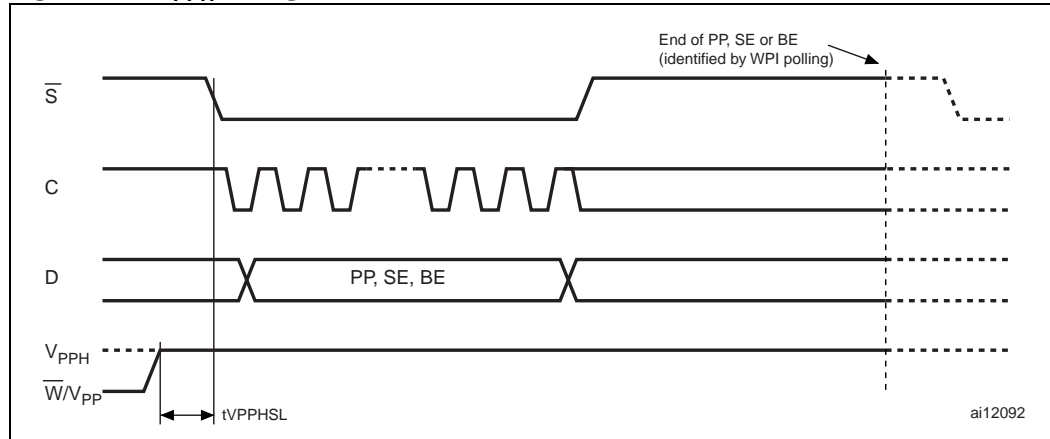 End of PP, SE or BE
(identified by WPI polling)
S
C
D
PP, SE, BE
VPPH
W/VPP
tVPPHSL
ai12092